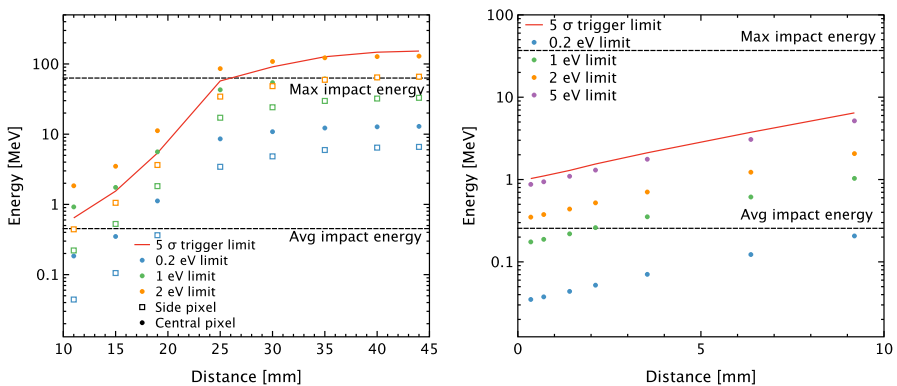 100
10
1
0.1
Energy [MeV]
Max impact energy
Avg impact energy
5 σ trigger limit
0.2 eV limit
1 eV limit
2 eV limit
Side pixel
Central pixel
10 15 20 25 30 35 40 45
Distance [mm]
100
10
1
0.1
Energy [MeV]
5 σ trigger limit
0.2 eV limit
1 eV limit
2 eV limit
5 eV limit
Max impact energy
Avg impact energy
0 5 10
Distance [mm]